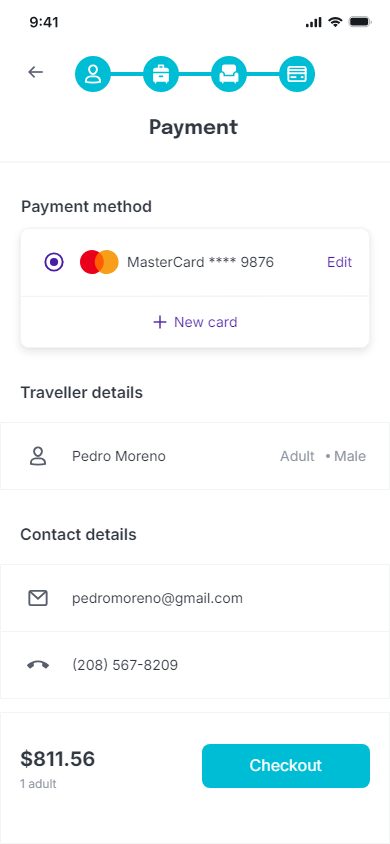 9:41
Payment
Payment method
MasterCard **** 9876 Edit
+ New card
Traveller details
Pedro Moreno Adult • Male
Contact details
pedromoreno@gmail.com
(208) 567-8209
$811.56
1 adult
Checkout